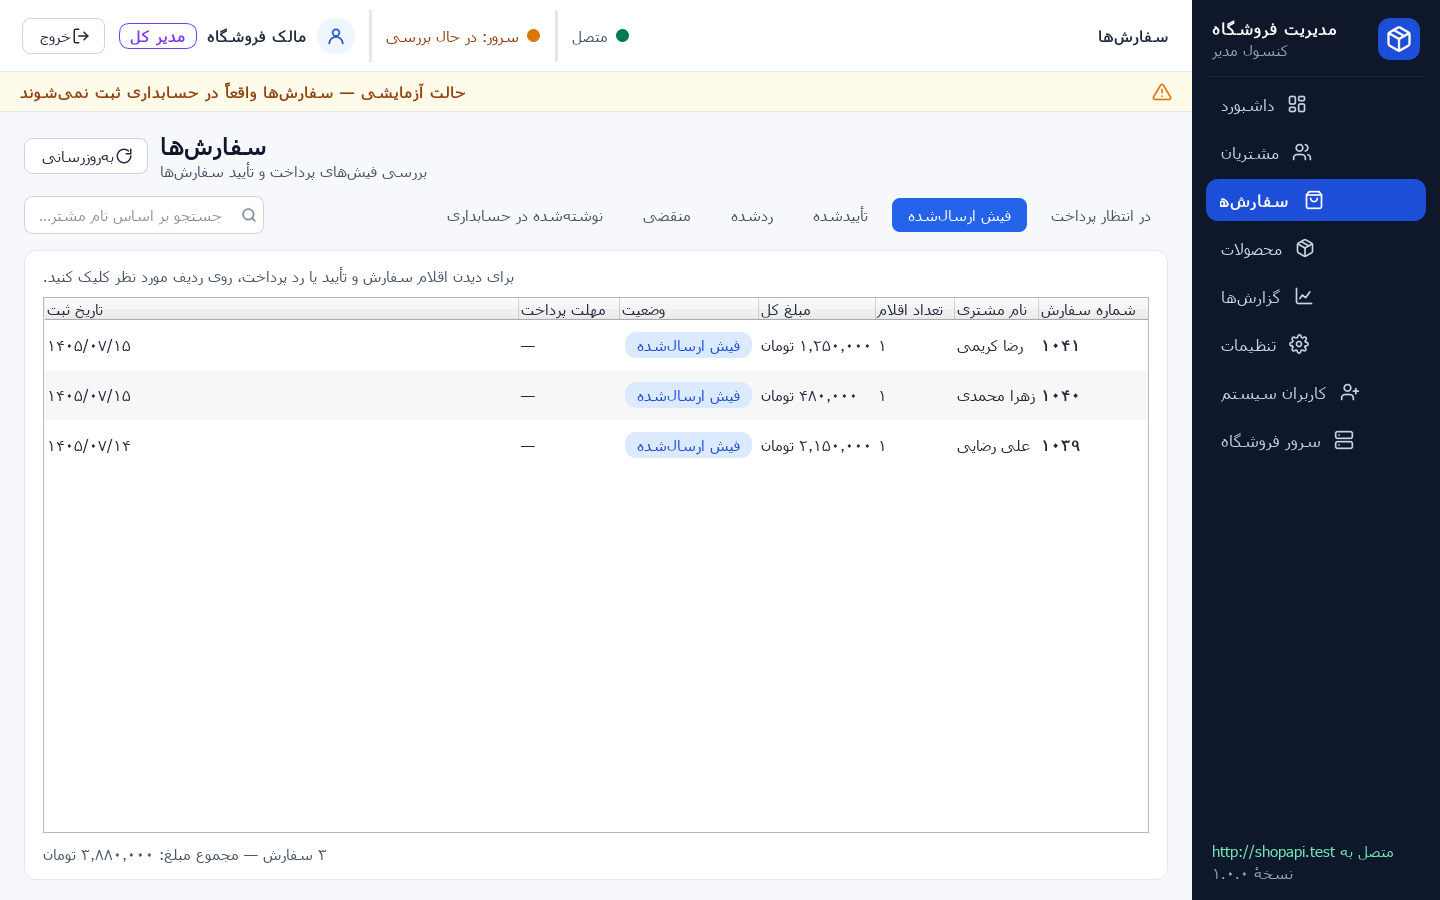 مدیریت فروشگاه
کنسول مدیر
داشبورد
مشتریان
سفارش‌ه
محصولات
گزارش‌ها
تنظیمات
کاربران سیستم
سرور فروشگاه
متصل به http://shopapi.test
نسخهٔ ۱.۰.۰
سفارش‌ها
متصل
سرور: در حال بررسی
مالک فروشگاه
مدیر کل
خروج
حالت آزمایشی — سفارش‌ها واقعاً در حسابداری ثبت نمی‌شوند
سفارش‌ها
بررسی فیش‌های پرداخت و تأیید سفارش‌ها
به‌روزرسانی
در انتظار پرداخت
فیش ارسال‌شده
تأییدشده
ردشده
منقضی
نوشته‌شده در حسابداری
جستجو بر اساس نام مشتر...
برای دیدن اقلام سفارش و تأیید یا رد پرداخت، روی ردیف مورد نظر کلیک کنید.
شماره سفارش نام مشتری تعداد اقلام مبلغ کل وضعیت مهلت پرداخت تاریخ ثبت
۱۰۴۱ رضا کریمی ۱ ۱,۲۵۰,۰۰۰ تومان فیش ارسال‌شده — ۱۴۰۵/۰۷/۱۵
۱۰۴۰ زهرا محمدی ۱ ۴۸۰,۰۰۰ تومان فیش ارسال‌شده — ۱۴۰۵/۰۷/۱۵
۱۰۳۹ علی رضایی ۱ ۲,۱۵۰,۰۰۰ تومان فیش ارسال‌شده — ۱۴۰۵/۰۷/۱۴
۳ سفارش — مجموع مبلغ: ۳,۸۸۰,۰۰۰ تومان